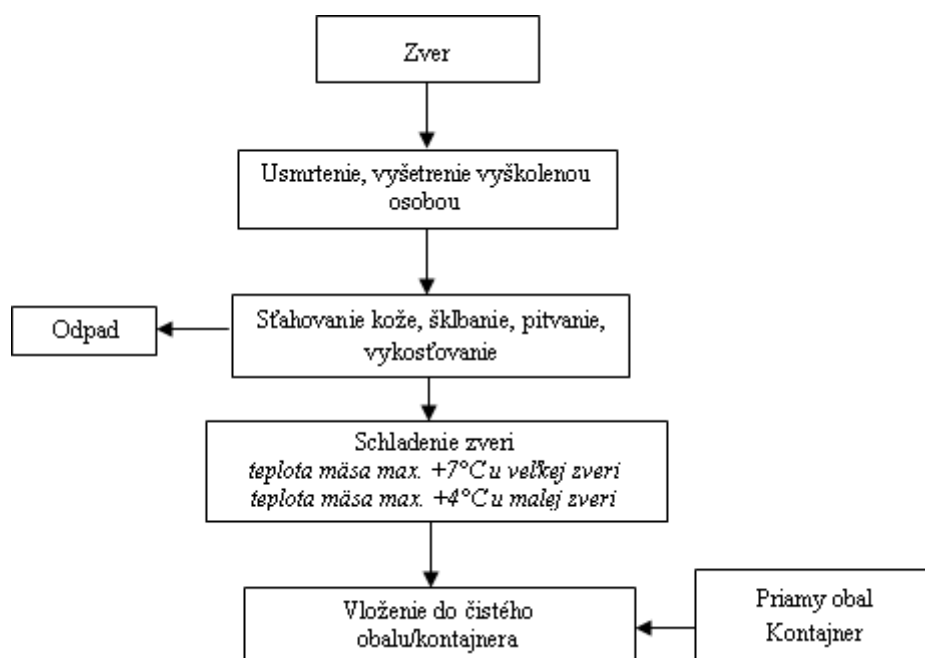 Zver
Usmrtenie, vyšetrenie vyškolenou
osobou
Odpad
Sťahovanie kože, šklbanie, pitvanie,
vykosťovanie
Schladenie zveri
teplota mäsa max. +7°C u veľkej zveri
teplota mäsa max. +4°C u malej zveri
Vloženie do čistého
obalu/kontajnera
Priamy obal
Kontajner